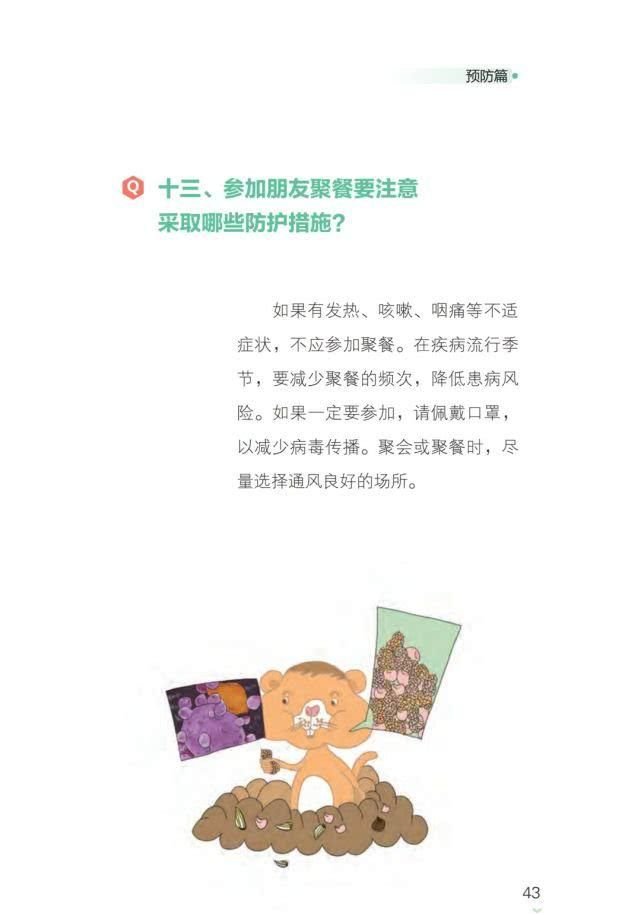 预防篇
Q 十三、参加朋友聚餐要注意
采取哪些防护措施？
如果有发热、咳嗽、咽痛等不适
症状，不应参加聚餐。在疾病流行季
节，要减少聚餐的频次，降低患病风
险。如果一定要参加，请佩戴口罩，
以减少病毒传播。聚会或聚餐时，尽
量选择通风良好的场所。
43